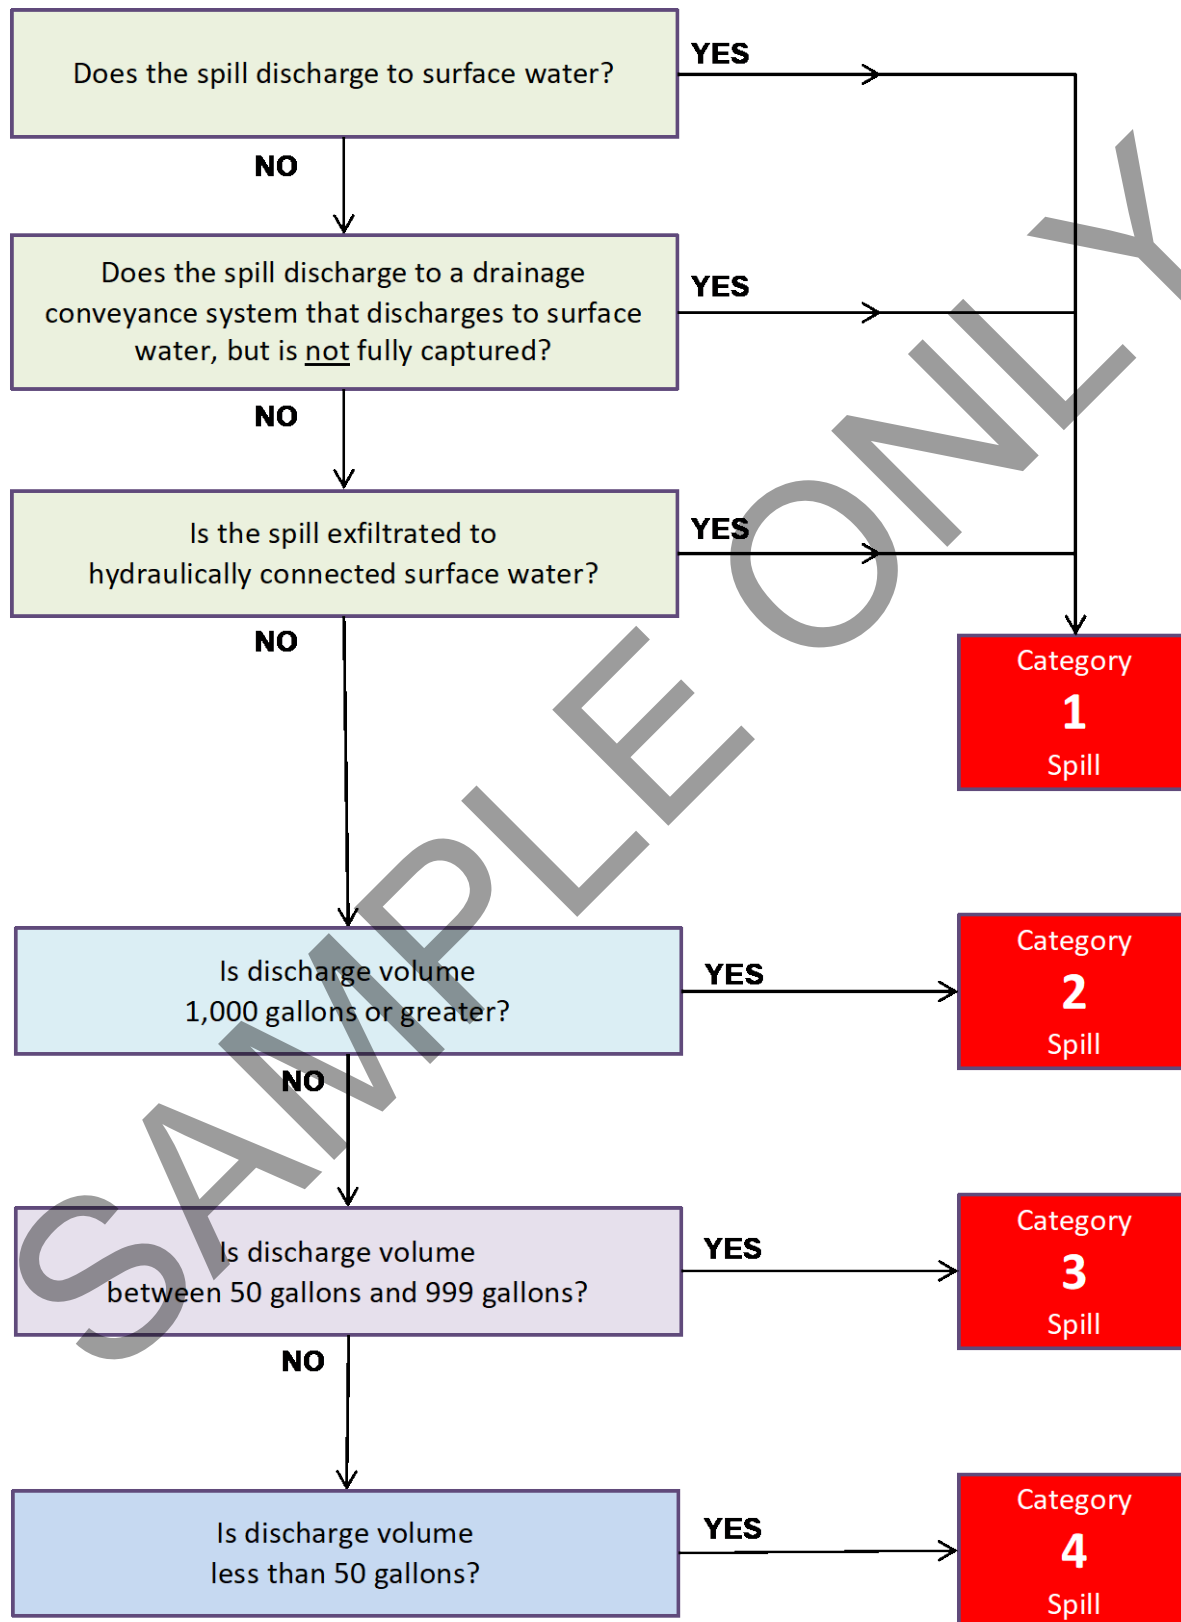 Does the spill discharge to surface water?
YES
NO
Does the spill discharge to a drainage
conveyance system that discharges to surface
water, but is not fully captured?
YES
NO
Is the spill exfiltrated to
hydraulically connected surface water?
YES
NO
Category
1
Spill
Is discharge volume
1,000 gallons or greater?
YES
Category
2
Spill
NO
Is discharge volume
between 50 gallons and 999 gallons?
YES
Category
3
Spill
NO
Is discharge volume
less than 50 gallons?
YES
Category
4
Spill
SAMPLE ONLY